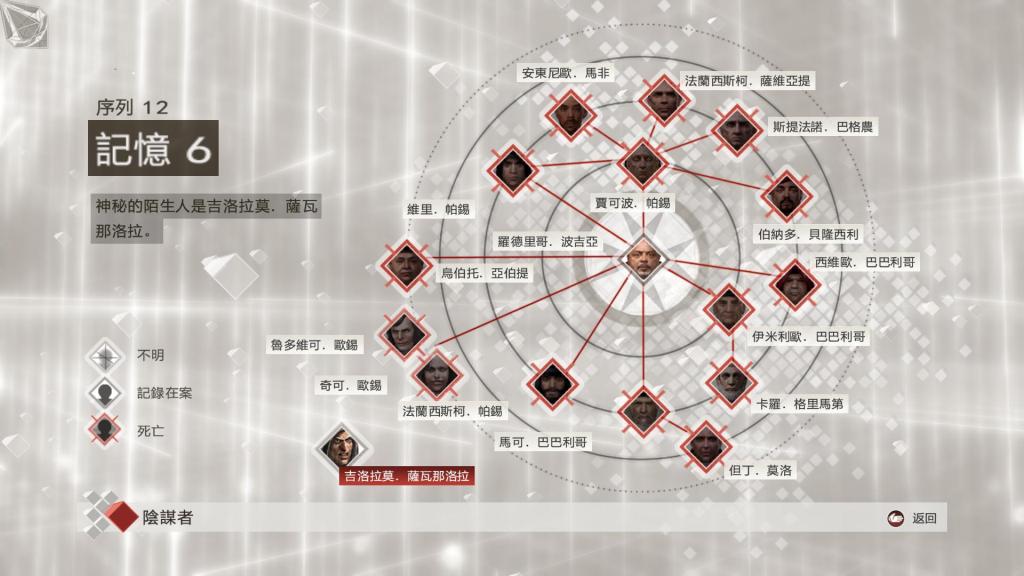 序列 12
記憶 6
神秘的陌生人是吉洛拉莫．薩瓦
那洛拉。
安東尼歐．馬非
法蘭西斯柯．薩維亞提
斯提法諾．巴格農
維里．帕錫
賈可波．帕錫
伯納多．貝隆西利
羅德里哥．波吉亞
烏伯托．亞伯提
西維歐．巴巴利哥
伊米利歐．巴巴利哥
魯多維可．歐錫
奇可．歐錫
法蘭西斯柯．帕錫
卡羅．格里馬第
馬可．巴巴利哥
但丁．莫洛
吉洛拉莫．薩瓦那洛拉
不明
記錄在案
死亡
陰謀者
返回